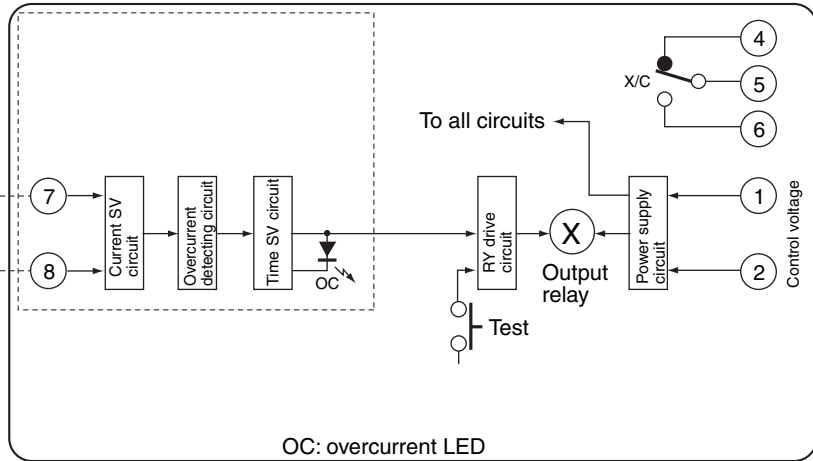 4
X/C
5
6
To all circuits
7
8
Current SV
circuit
Overcurrent
detecting circuit
Time SV circuit
OC
RY drive
circuit
X
Output
relay
Power supply
circuit
1
2
Control voltage
Test
OC: overcurrent LED